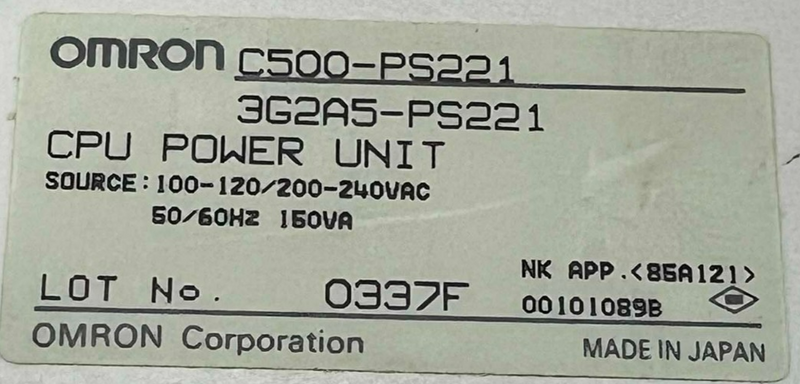 OMRON C500-PS221
3G2A5-PS221
CPU POWER UNIT
SOURCE: 100-120/200-240VAC
50/60HZ 150VA
NK APP.<85A121>
LOT No. 0337F 00101089B
OMRON Corporation MADE IN JAPAN